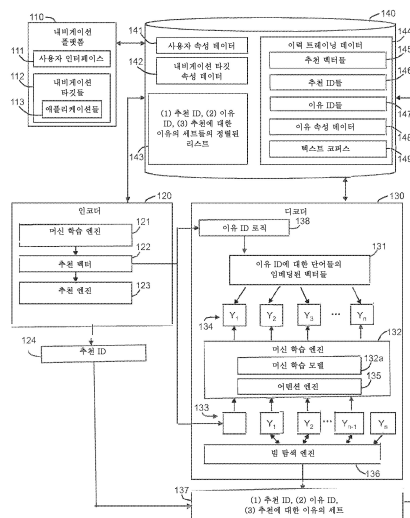 110
내비게이션
플랫폼
111
사용자 인터페이스
112
내비게이션
타깃들
113
애플리케이션들
140
141
사용자 속성 데이터
142
내비게이션 타깃
속성 데이터
143
(1) 추천 ID, (2) 이유
ID, (3) 추천에 대한
이유의 세트들의 정렬된
리스트
144
이력 트레이닝 데이터
145
추천 벡터들
146
추천 ID들
147
이유 ID들
148
이유 속성 데이터
149
텍스트 코퍼스
120
인코더
121
머신 학습 엔진
122
추천 벡터
123
추천 엔진
124
추천 ID
130
디코더
138
이유 ID 로직
131
이유 ID에 대한 단어들의
임베딩된 벡터들
134
Y1 Y2 Y3 ••• Yn
132
머신 학습 엔진
132a
머신 학습 모델
135
어텐션 엔진
133
Y1 Y2 ••• Yn-1 Yn
빔 탐색 엔진
136
137
(1) 추천 ID, (2) 이유 ID,
(3) 추천에 대한 이유의 세트